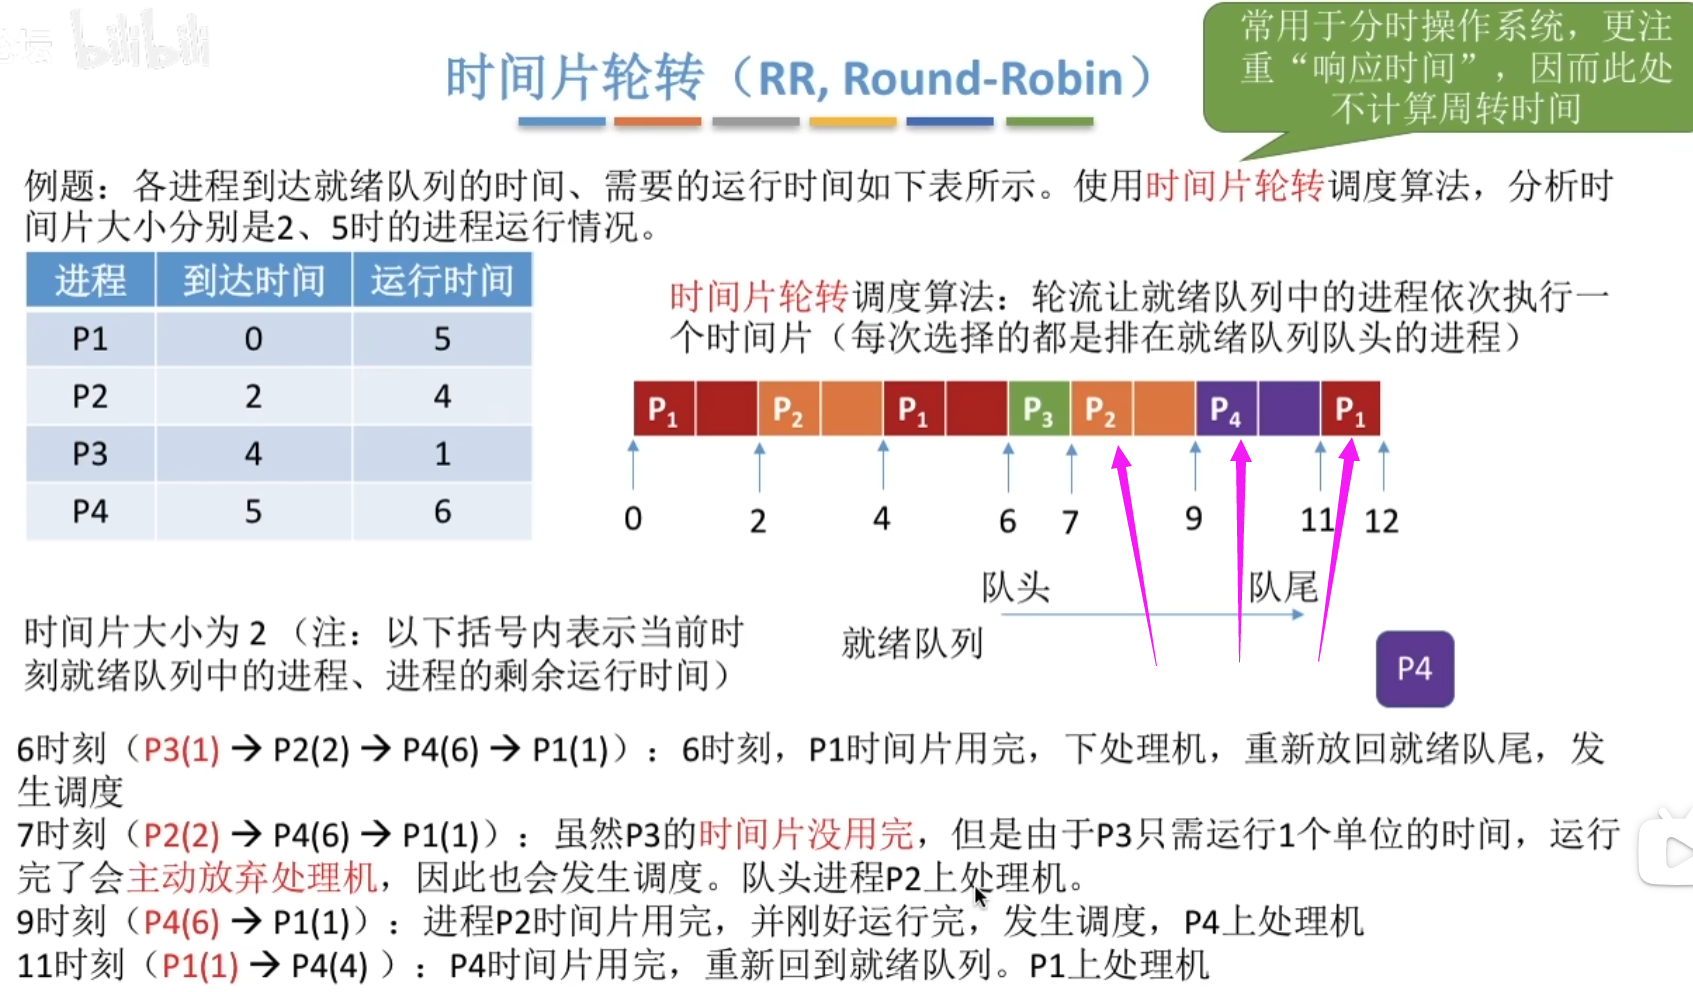 bilibili
时间片轮转（RR, Round-Robin）
常用于分时操作系统，更注
重“响应时间”，因而此处
不计算周转时间
例题：各进程到达就绪队列的时间、需要的运行时间如下表所示。使用时间片轮转调度算法，分析时
间片大小分别是2、5时的进程运行情况。
进程 到达时间 运行时间
P1 0 5
P2 2 4
P3 4 1
P4 5 6
时间片轮转调度算法：轮流让就绪队列中的进程依次执行一
个时间片（每次选择的都是排在就绪队列队头的进程）
P1 P2 P1 P3 P2 P4 P1
0 2 4 6 7 9 11 12
队头 队尾
就绪队列
P4
时间片大小为 2 （注：以下括号内表示当前时
刻就绪队列中的进程、进程的剩余运行时间）
6时刻（P3(1) → P2(2) → P4(6) → P1(1)）：6时刻，P1时间片用完，下处理机，重新放回就绪队尾，发
生调度
7时刻（P2(2) → P4(6) → P1(1)）：虽然P3的时间片没用完，但是由于P3只需运行1个单位的时间，运行
完了会主动放弃处理机，因此也会发生调度。队头进程P2上处理机。
9时刻（P4(6) → P1(1)）：进程P2时间片用完，并刚好运行完，发生调度，P4上处理机
11时刻（P1(1) → P4(4) ）：P4时间片用完，重新回到就绪队列。P1上处理机